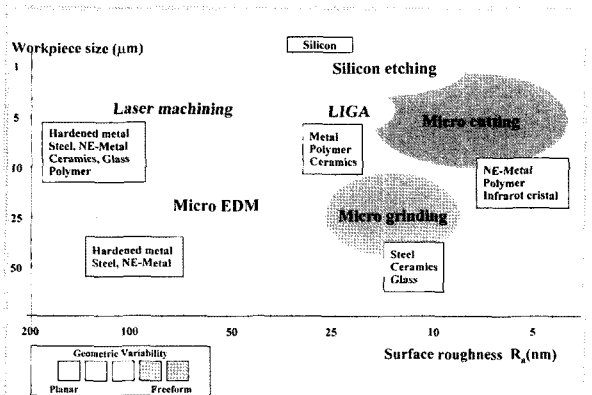 Workpiece size (μm)
Silicon
Silicon etching
1
Laser machining
LIGA
Micro cutting
5
Hardened metal
Steel, NE-Metal
Ceramics, Glass
Polymer
Metal
Polymer
Ceramics
10
NE-Metal
Polymer
Infrarot cristal
Micro EDM
Micro grinding
25
Hardened metal
Steel, NE-Metal
Steel
Ceramics
Glass
50
200 100 50 25 10 5
Geometric Variability
Planar Freeform
Surface roughness Ra(nm)